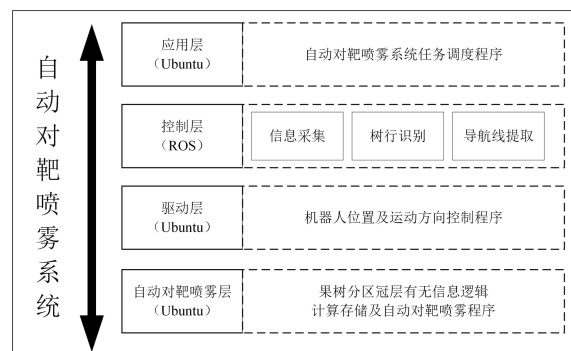 自动对靶喷雾系统
应用层
（Ubuntu）
自动对靶喷雾系统任务调度程序
控制层
（ROS）
信息采集
树行识别
导航线提取
驱动层
（Ubuntu）
机器人位置及运动方向控制程序
自动对靶喷雾层
（Ubuntu）
果树分区冠层有无信息逻辑
计算存储及自动对靶喷雾程序